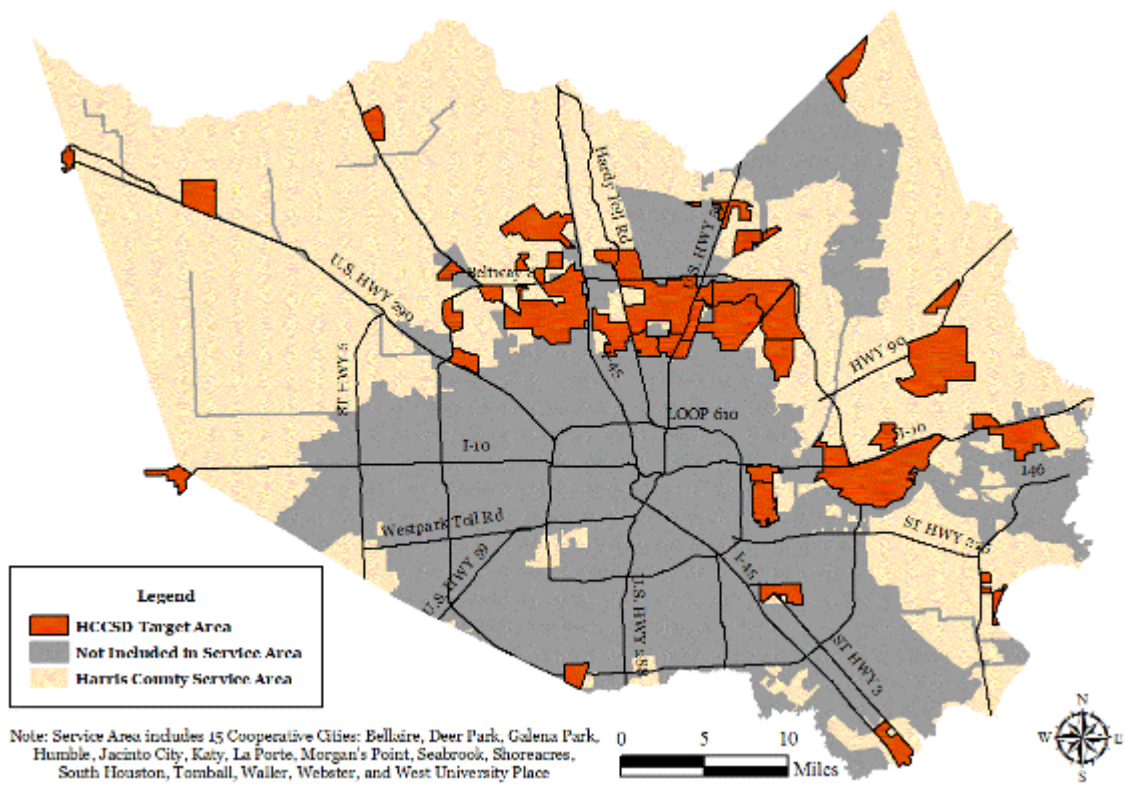 Hardy Toll Rd
U.S. HWY 59
Beltway 8
U.S. HWY 290
ST HWY 6
I-45
HWY 90
LOOP 610
I-10
I-10
146
Westpark Toll Rd
ST HWY 225
U.S. HWY 59
I-45
U.S. HWY 288
ST HWY 3
Legend
HCCSD Target Area
Not Included in Service Area
Harris County Service Area
Note: Service Area includes 15 Cooperative Cities: Bellaire, Deer Park, Galena Park,
Humble, Jacinto City, Katy, La Porte, Morgan's Point, Seabrook, Shoreacres,
South Houston, Tomball, Waller, Webster, and West University Place
0 5 10
Miles
N
W E
S